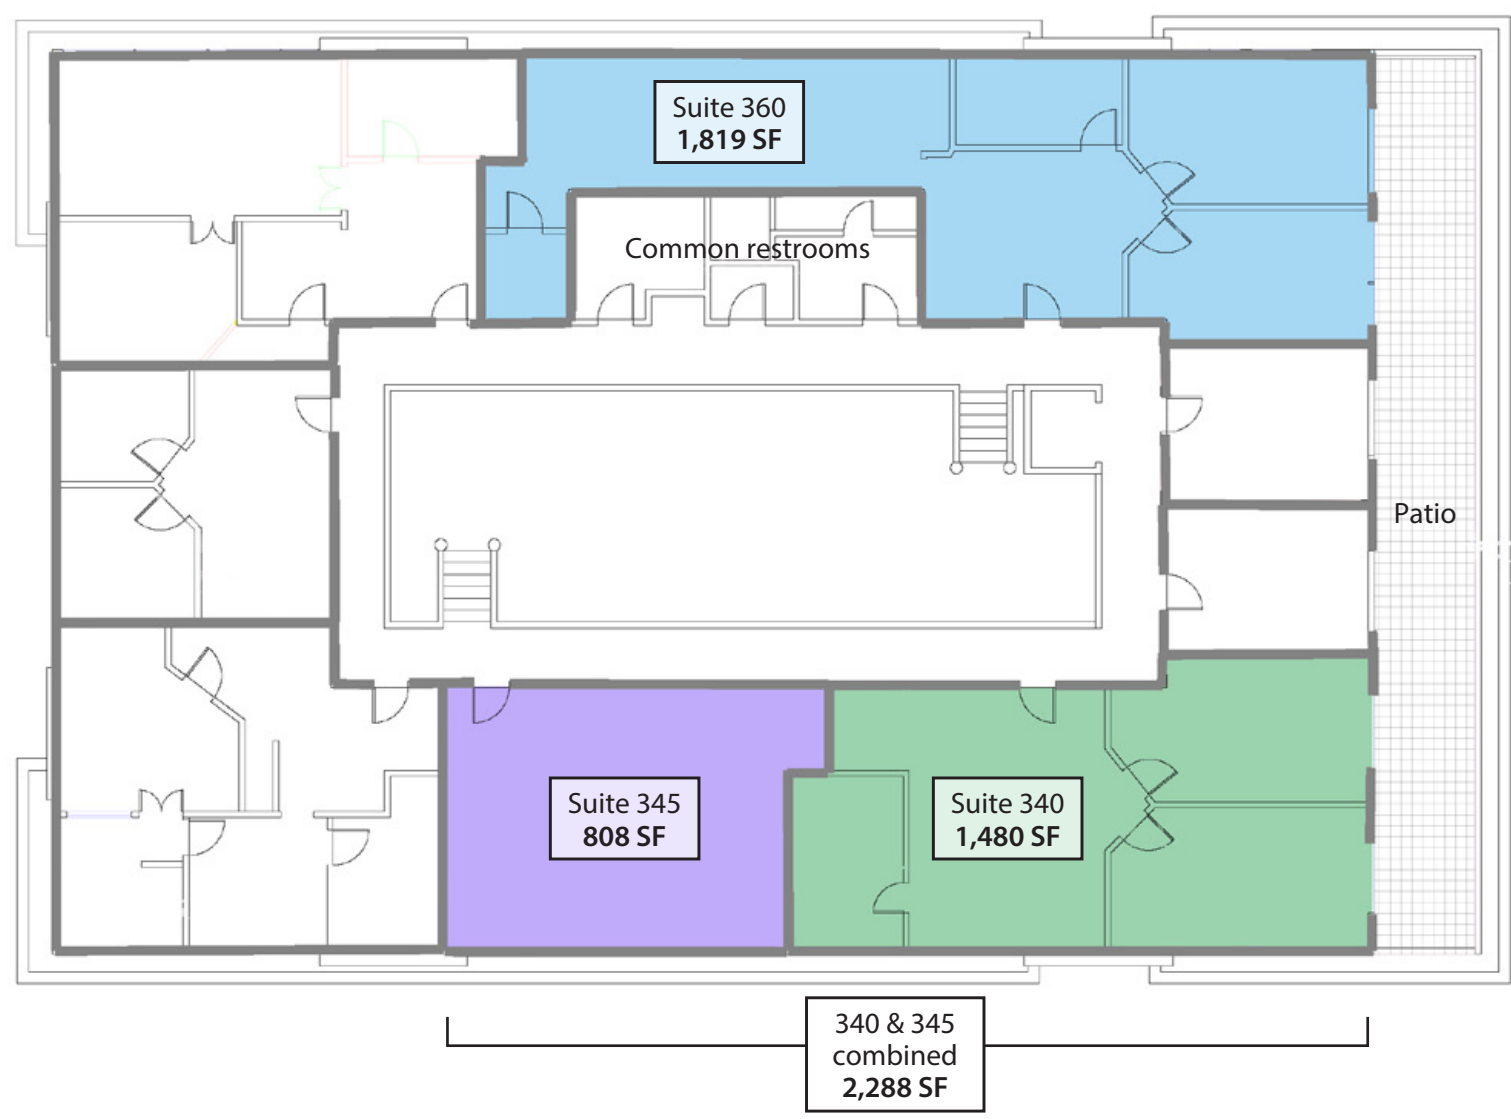 Suite 360
1,819 SF
Common restrooms
Patio
Suite 345
808 SF
Suite 340
1,480 SF
340 & 345
combined
2,288 SF